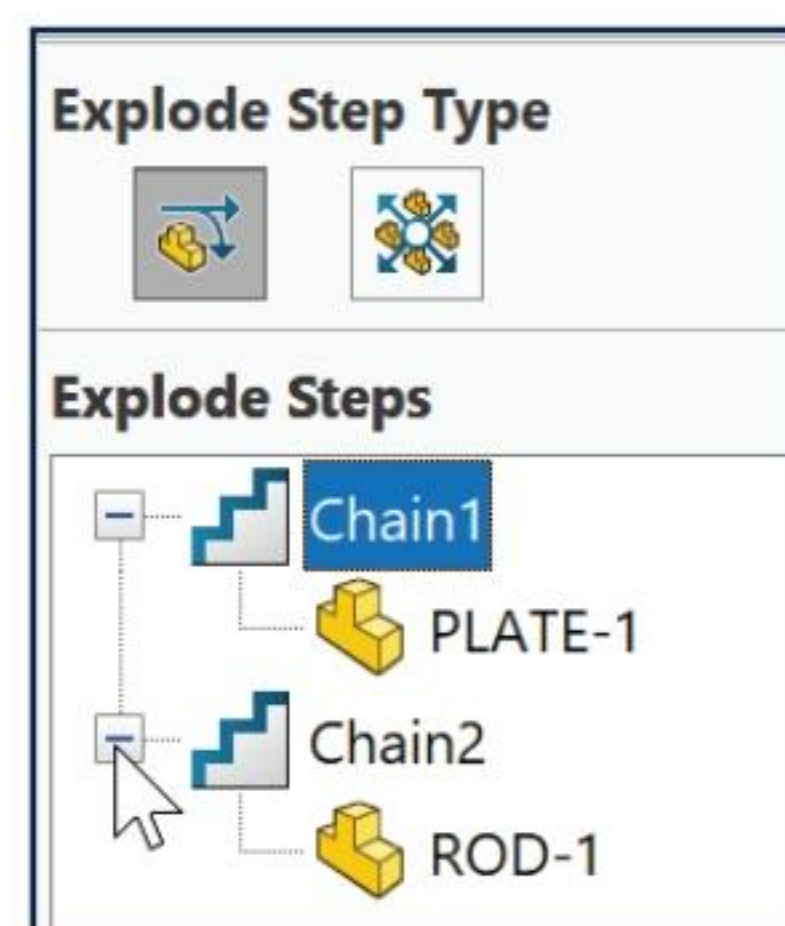 Explode Step Type
Explode Steps
Chain1
PLATE-1
Chain2
ROD-1